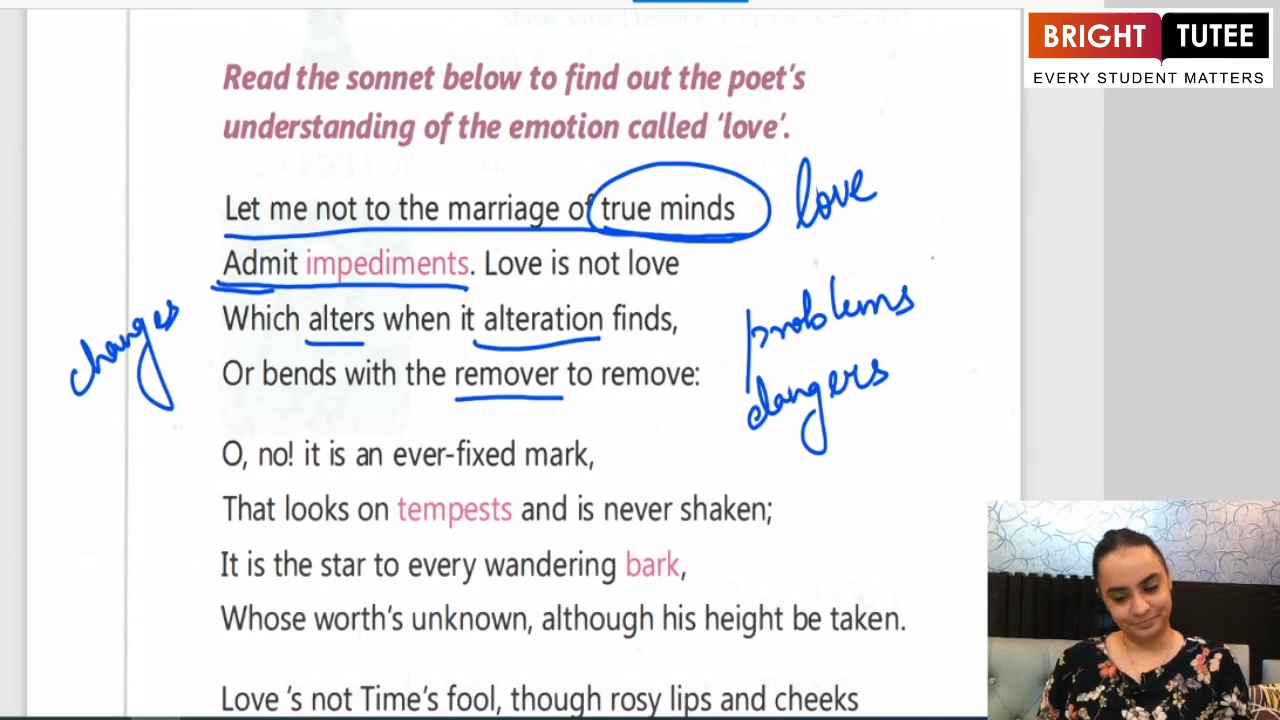 BRIGHT TUTEE
EVERY STUDENT MATTERS
Read the sonnet below to find out the poet's
understanding of the emotion called 'love'.
Let me not to the marriage of true minds
love
Admit impediments. Love is not love
changes
Which alters when it alteration finds,
problems
Or bends with the remover to remove:
dangers
O, no! it is an ever-fixed mark,
That looks on tempests and is never shaken;
It is the star to every wandering bark,
Whose worth's unknown, although his height be taken.
Love 's not Time's fool, though rosy lips and cheeks